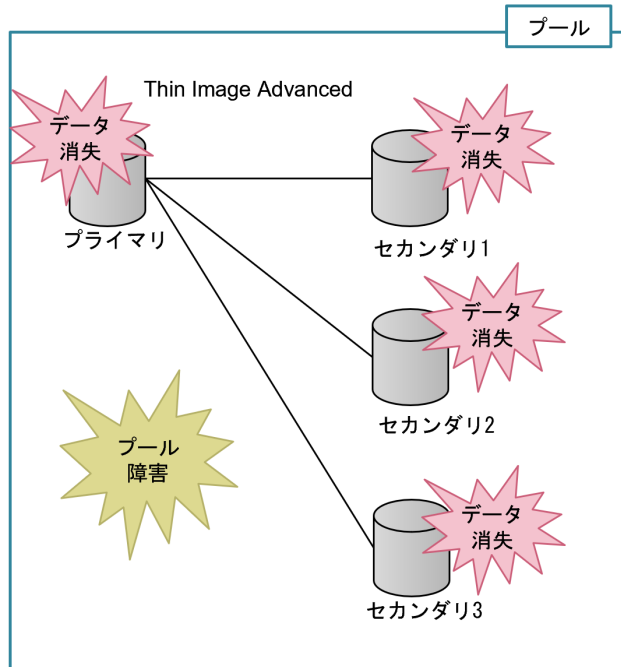 プール
Thin Image Advanced
データ
消失
プライマリ
データ
消失
セカンダリ1
データ
消失
セカンダリ2
プール
障害
データ
消失
セカンダリ3